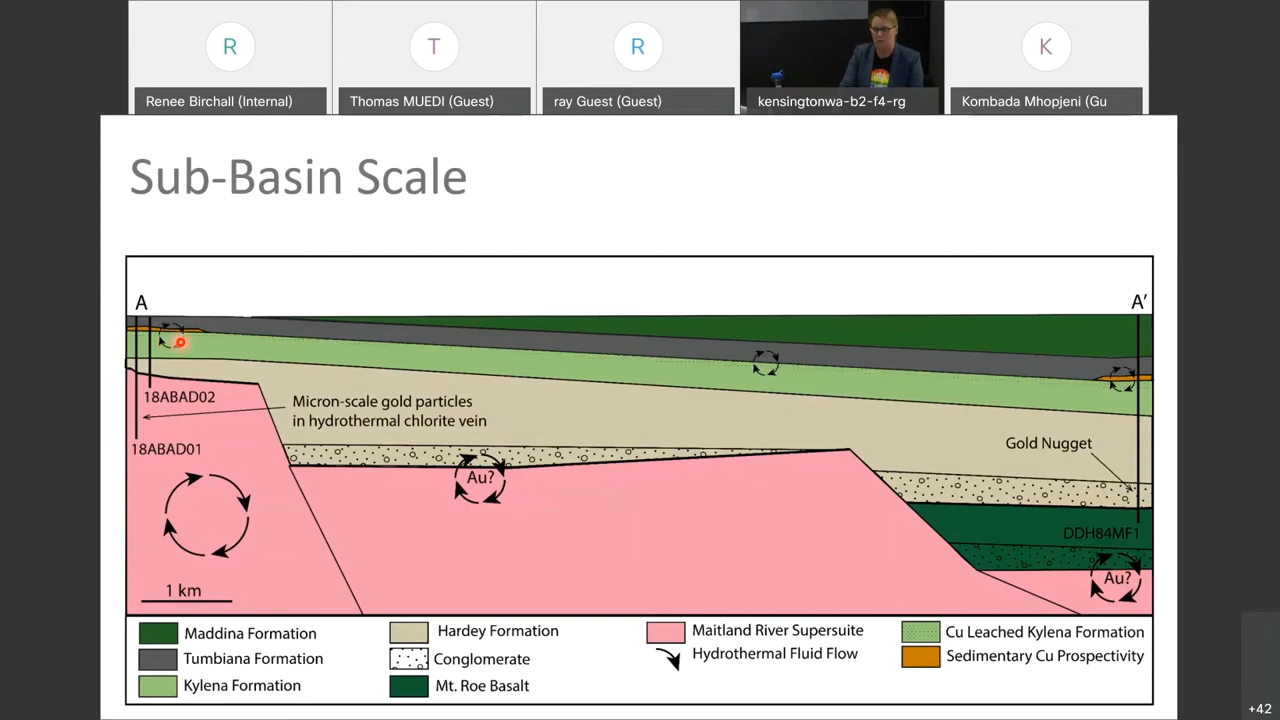 R
T
R
K
Renee Birchall (Internal)
Thomas MUEDI (Guest)
ray Guest (Guest)
kensingtonwa-b2-f4-rg
Kombada Mhopjeni (Gu
Sub-Basin Scale
A
A'
18ABAD02
Micron-scale gold particles
in hydrothermal chlorite vein
18ABAD01
Au?
Gold Nugget
DDH84MF1
Au?
1 km
Maddina Formation
Tumbiana Formation
Kylena Formation
Hardey Formation
Conglomerate
Mt. Roe Basalt
Maitland River Supersuite
Hydrothermal Fluid Flow
Cu Leached Kylena Formation
Sedimentary Cu Prospectivity
+42